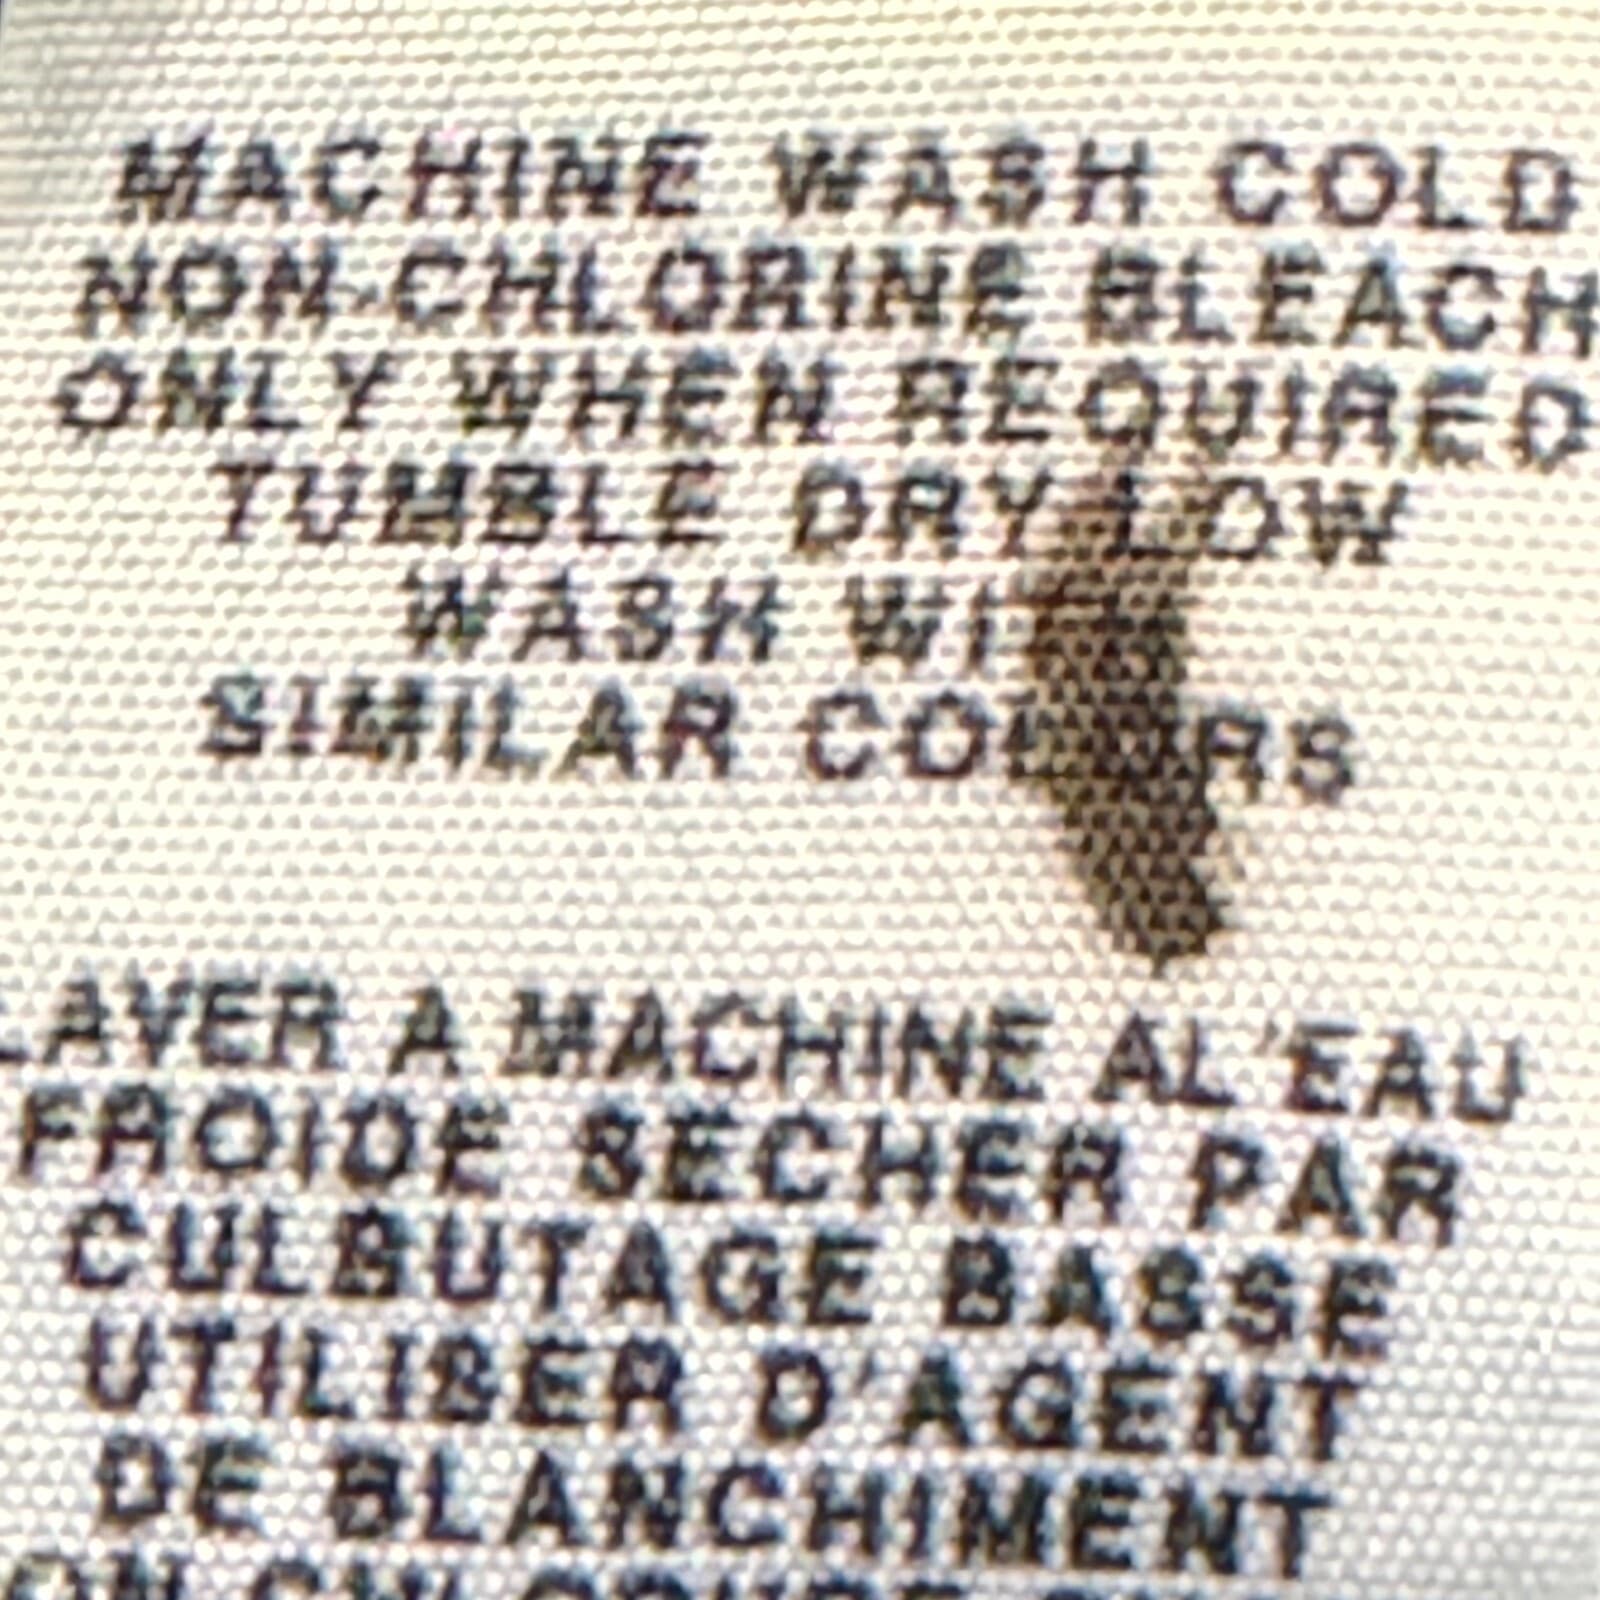 MACHINE WASH COLD
NON-CHLORINE BLEACH
ONLY WHEN REQUIRED
TUMBLE DRY LOW
WASH
SIMILAR
LAVER A MACHINE AL'EAU
FROIDE SECHER PAR
CULBUTAGE BASSE
UTILISER D'AGENT
DE BLANCHIMENT